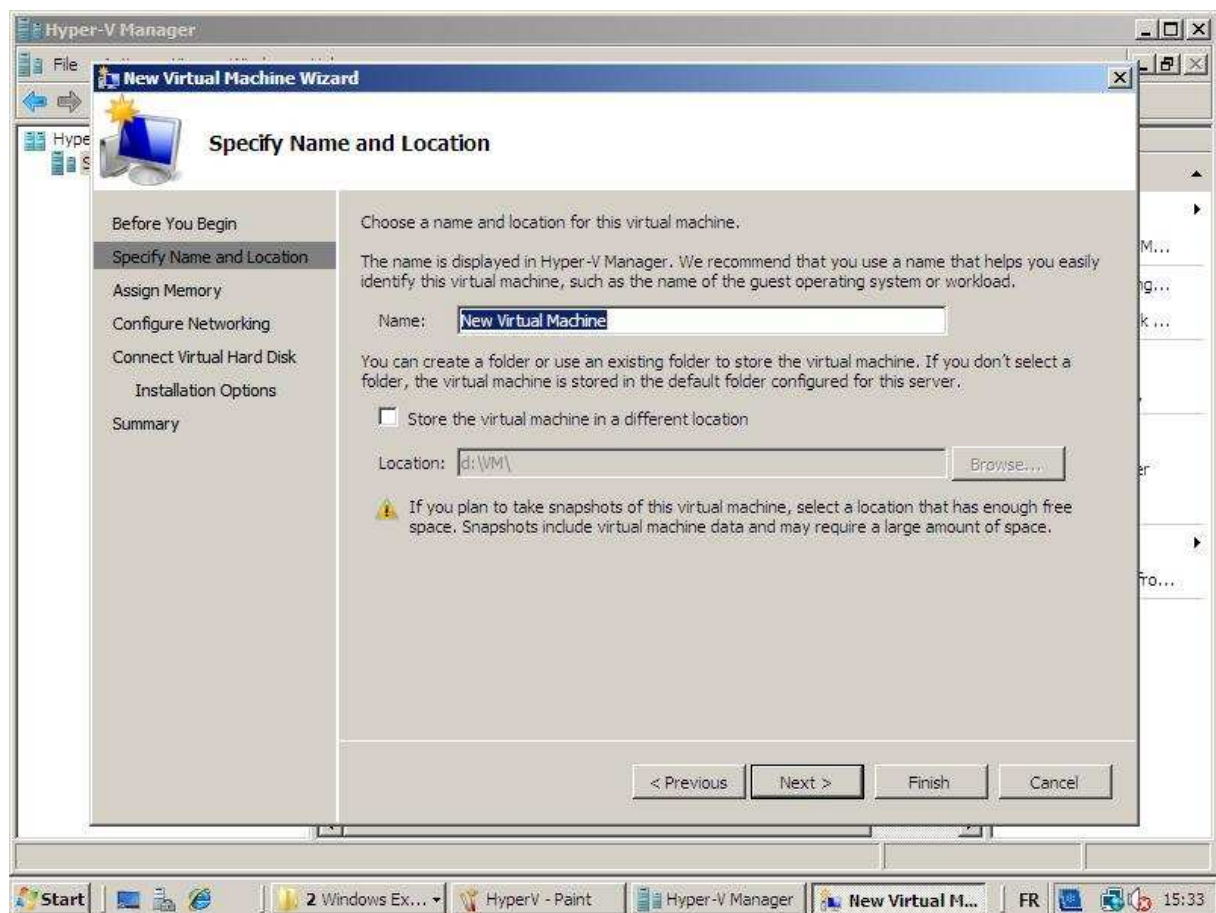 Hyper-V Manager
File
New Virtual Machine Wizard
Hype
Specify Name and Location
Before You Begin
Specify Name and Location
Assign Memory
Configure Networking
Connect Virtual Hard Disk
Installation Options
Summary
Choose a name and location for this virtual machine.
The name is displayed in Hyper-V Manager. We recommend that you use a name that helps you easily
identify this virtual machine, such as the name of the guest operating system or workload.
Name: New Virtual Machine
You can create a folder or use an existing folder to store the virtual machine. If you don't select a
folder, the virtual machine is stored in the default folder configured for this server.
Store the virtual machine in a different location
Location: d:\VM\ Browse...
If you plan to take snapshots of this virtual machine, select a location that has enough free
space. Snapshots include virtual machine data and may require a large amount of space.
< Previous Next > Finish Cancel
M...
ng...
k ...
er
fro...
Start 2 Windows Ex... HyperV - Paint Hyper-V Manager New Virtual M... FR 15:33